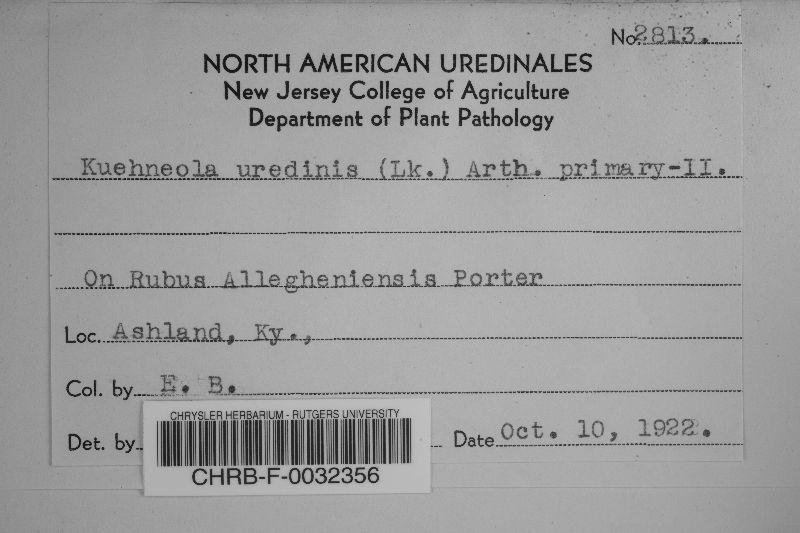 No. 2813.
NORTH AMERICAN UREDINALES
New Jersey College of Agriculture
Department of Plant Pathology
Kuehneola uredinis (Lk.) Arth. primary-II.
On Rubus Allegheniensis Porter
Loc. Ashland, Ky.,
Col. by E. B.
Det. by
Date Oct. 10, 1922.
CHRYSLER HERBARIUM - RUTGERS UNIVERSITY
CHRB-F-0032356